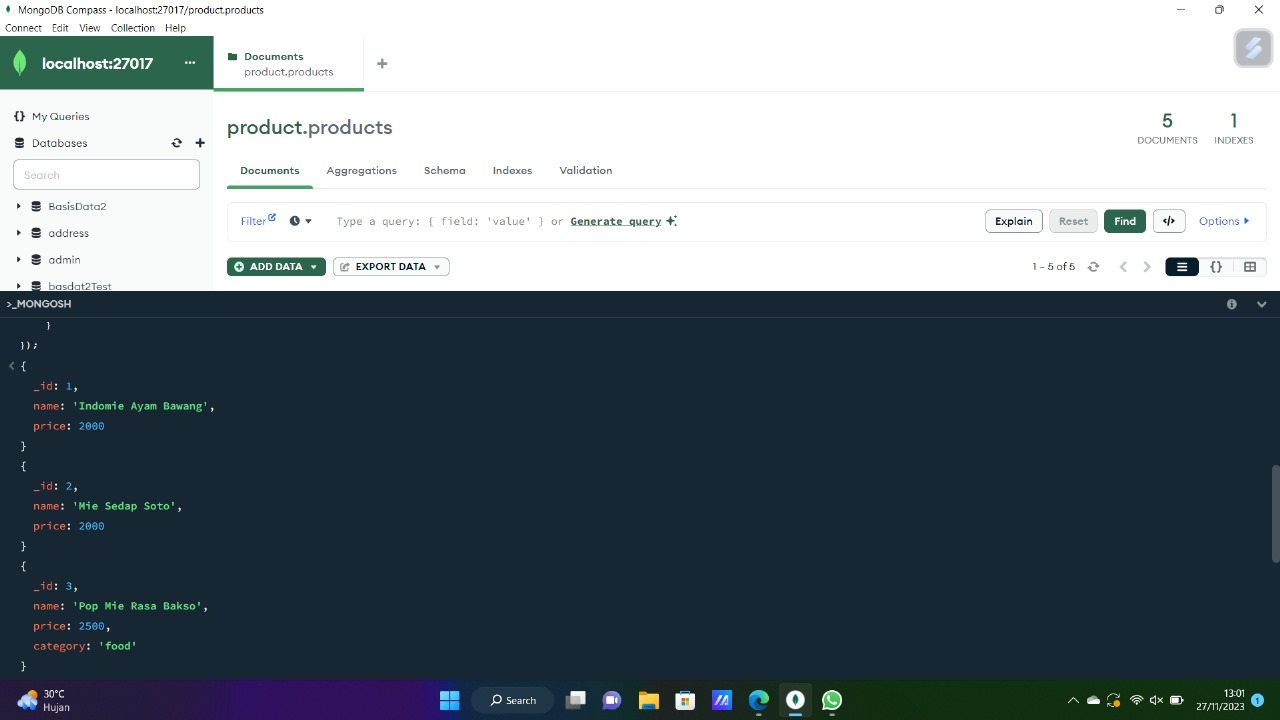 MongoDB Compass - localhost:27017/product.products
Connect Edit View Collection Help
localhost:27017 ...
Documents
product.products
My Queries
Databases
Search
BasisData2
address
admin
basdat2Test
product.products
5
DOCUMENTS
1
INDEXES
Documents Aggregations Schema Indexes Validation
Filter Type a query: { field: 'value' } or Generate query Explain Reset Find </> Options
ADD DATA EXPORT DATA 1 – 5 of 5 {}
>_MONGOSH
}
});
< {
_id: 1,
name: 'Indomie Ayam Bawang',
price: 2000
}
{
_id: 2,
name: 'Mie Sedap Soto',
price: 2000
}
{
_id: 3,
name: 'Pop Mie Rasa Bakso',
price: 2500,
category: 'food'
}
30°C
Hujan
Search
13:01
27/11/2023
1